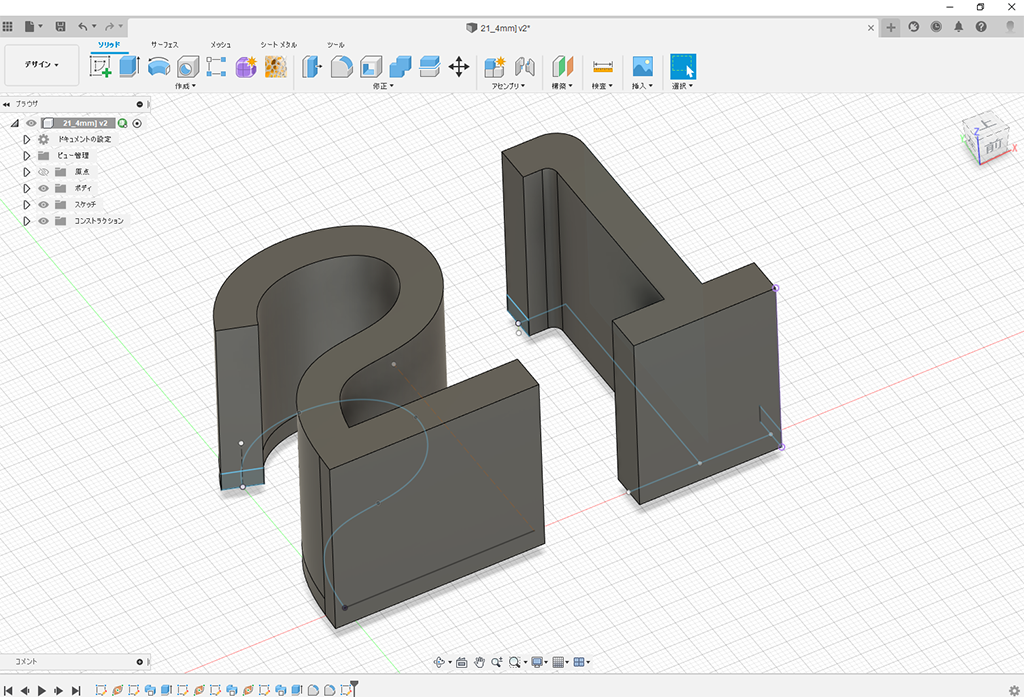 21_4mm] v2*
ソリッド サーフェス メッシュ シート メタル ツール
デザイン
作成 修正 アセンブリ 構築 検査 挿入 選択
ブラウザ
21_4mm] v2
ドキュメントの設定
ビュー管理
原点
ボディ
スケッチ
コンストラクション
上
前
Z
X
コメント